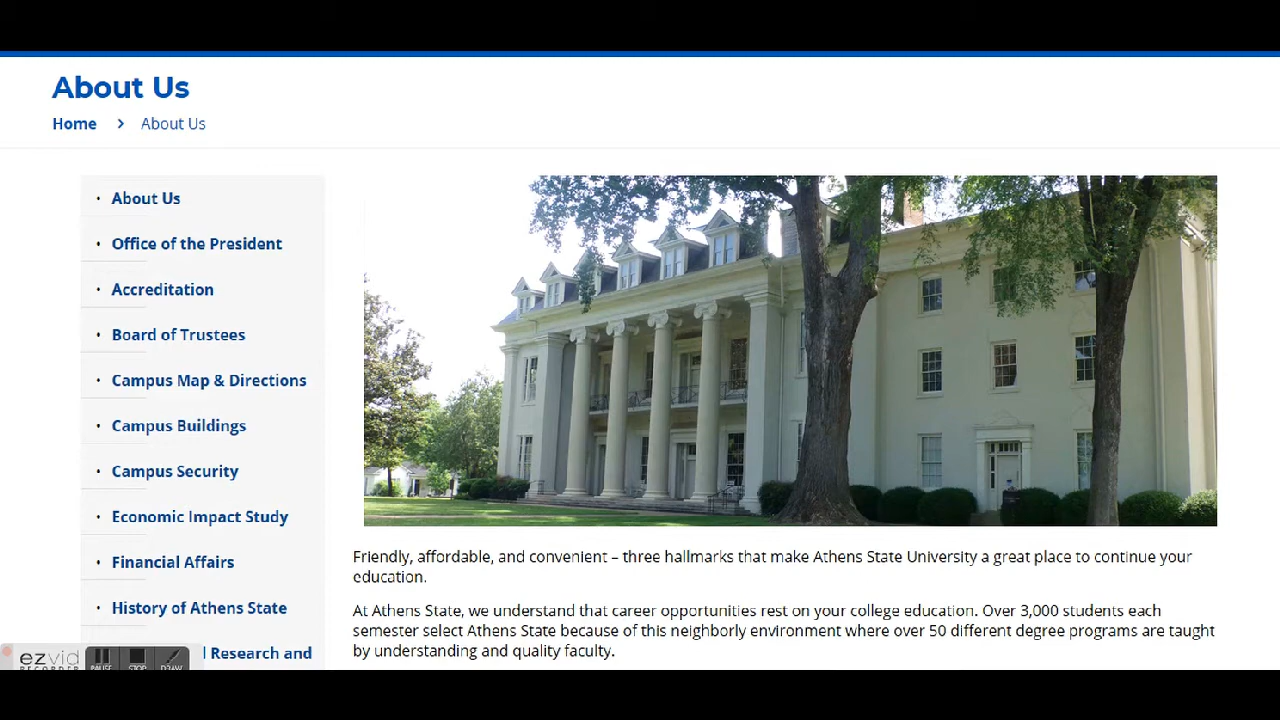 About Us
Home > About Us
About Us
Office of the President
Accreditation
Board of Trustees
Campus Map & Directions
Campus Buildings
Campus Security
Economic Impact Study
Financial Affairs
History of Athens State
l Research and
Friendly, affordable, and convenient – three hallmarks that make Athens State University a great place to continue your
education.
At Athens State, we understand that career opportunities rest on your college education. Over 3,000 students each
semester select Athens State because of this neighborly environment where over 50 different degree programs are taught
by understanding and quality faculty.
ezvid
RECORDER
PAUSE
STOP
DRAW